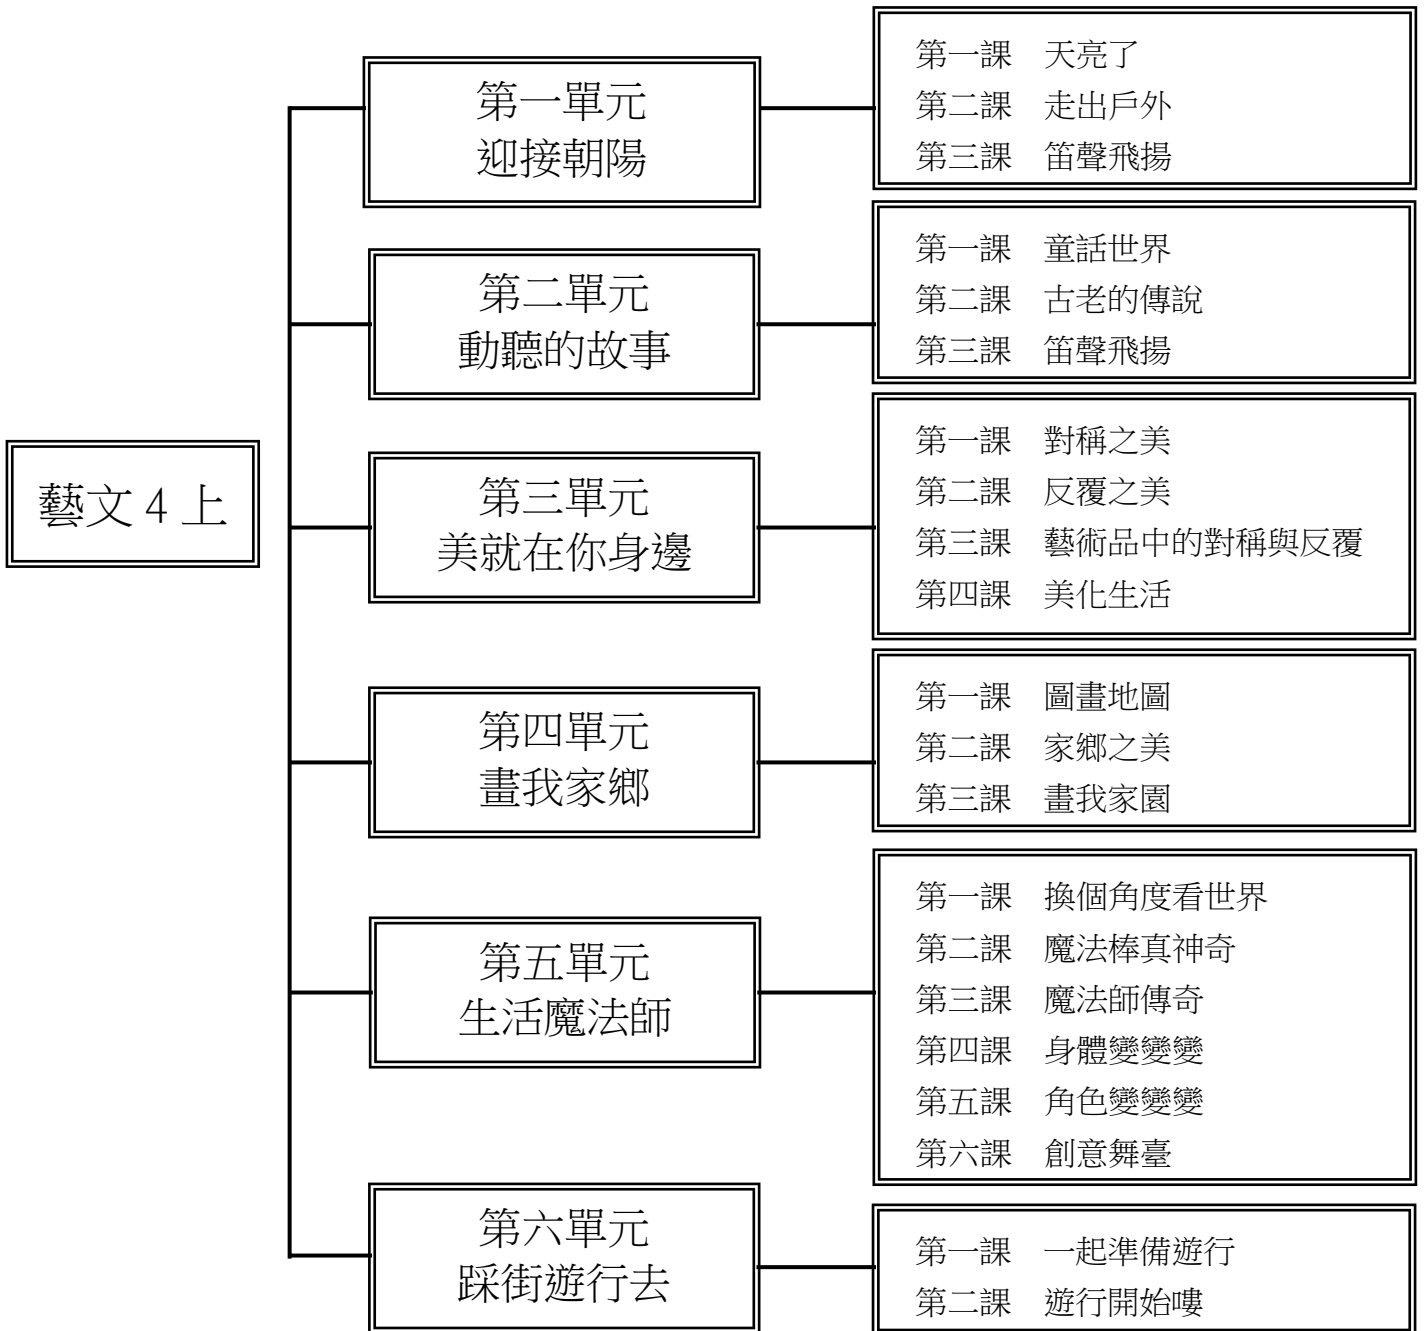 藝文 4 上
第一單元
迎接朝陽
第一課　天亮了
第二課　走出戶外
第三課　笛聲飛揚
第二單元
動聽的故事
第一課　童話世界
第二課　古老的傳說
第三課　笛聲飛揚
第三單元
美就在你身邊
第一課　對稱之美
第二課　反覆之美
第三課　藝術品中的對稱與反覆
第四課　美化生活
第四單元
畫我家鄉
第一課　圖畫地圖
第二課　家鄉之美
第三課　畫我家園
第五單元
生活魔法師
第一課　換個角度看世界
第二課　魔法棒真神奇
第三課　魔法師傳奇
第四課　身體變變變
第五課　角色變變變
第六課　創意舞臺
第六單元
踩街遊行去
第一課　一起準備遊行
第二課　遊行開始嘍